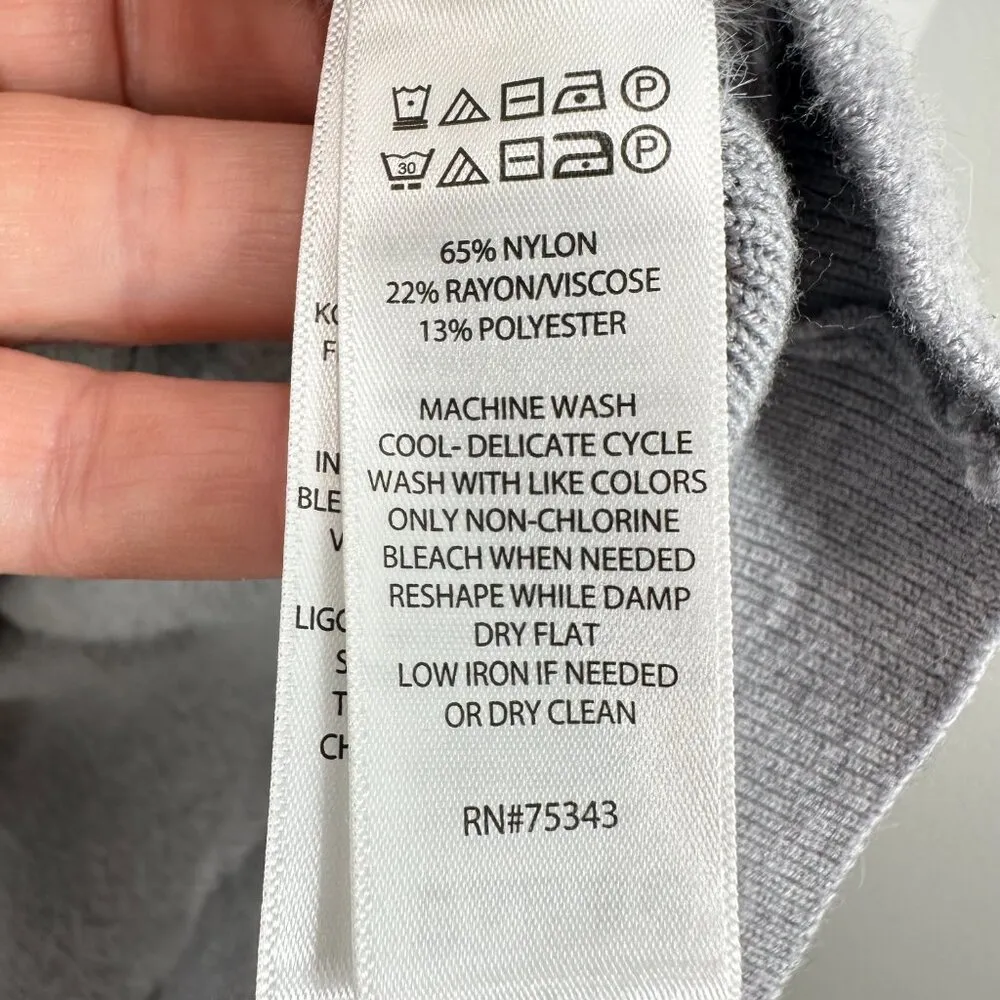 P
30 P
65% NYLON
22% RAYON/VISCOSE
13% POLYESTER
MACHINE WASH
COOL- DELICATE CYCLE
WASH WITH LIKE COLORS
ONLY NON-CHLORINE
BLEACH WHEN NEEDED
RESHAPE WHILE DAMP
DRY FLAT
LOW IRON IF NEEDED
OR DRY CLEAN
RN#75343